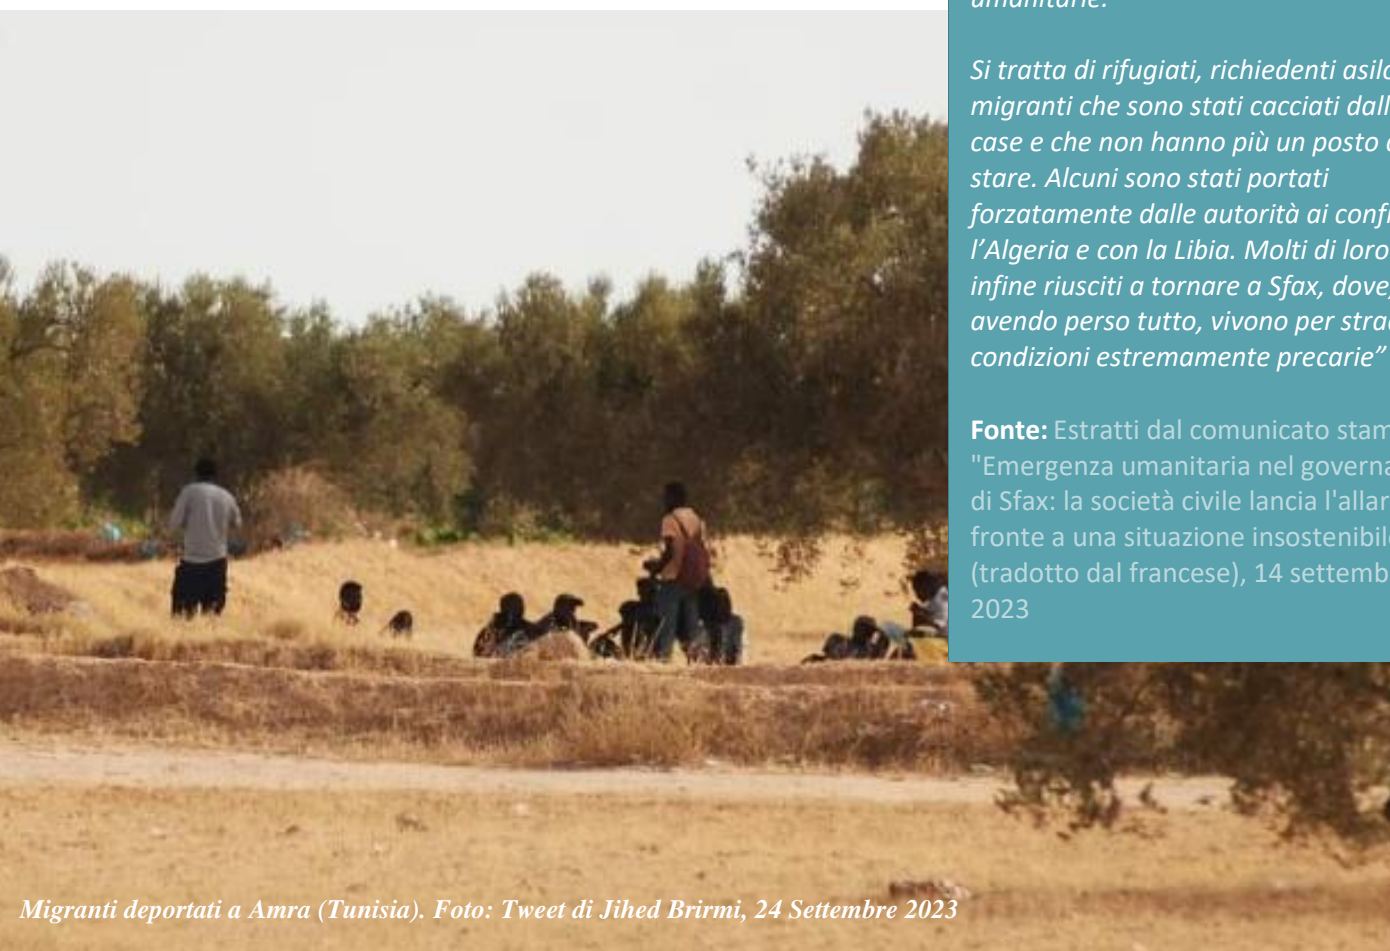 umanitarie.
Si tratta di rifugiati, richiedenti asilo
migranti che sono stati cacciati dall
case e che non hanno più un posto
stare. Alcuni sono stati portati
forzatamente dalle autorità ai conf
l’Algeria e con la Libia. Molti di loro
infine riusciti a tornare a Sfax, dove,
avendo perso tutto, vivono per stra
condizioni estremamente precarie”
Fonte: Estratti dal comunicato stam
"Emergenza umanitaria nel governa
di Sfax: la società civile lancia l'allar
fronte a una situazione insostenibil
(tradotto dal francese), 14 settemb
2023
Migranti deportati a Amra (Tunisia). Foto: Tweet di Jihed Brirmi, 24 Settembre 2023